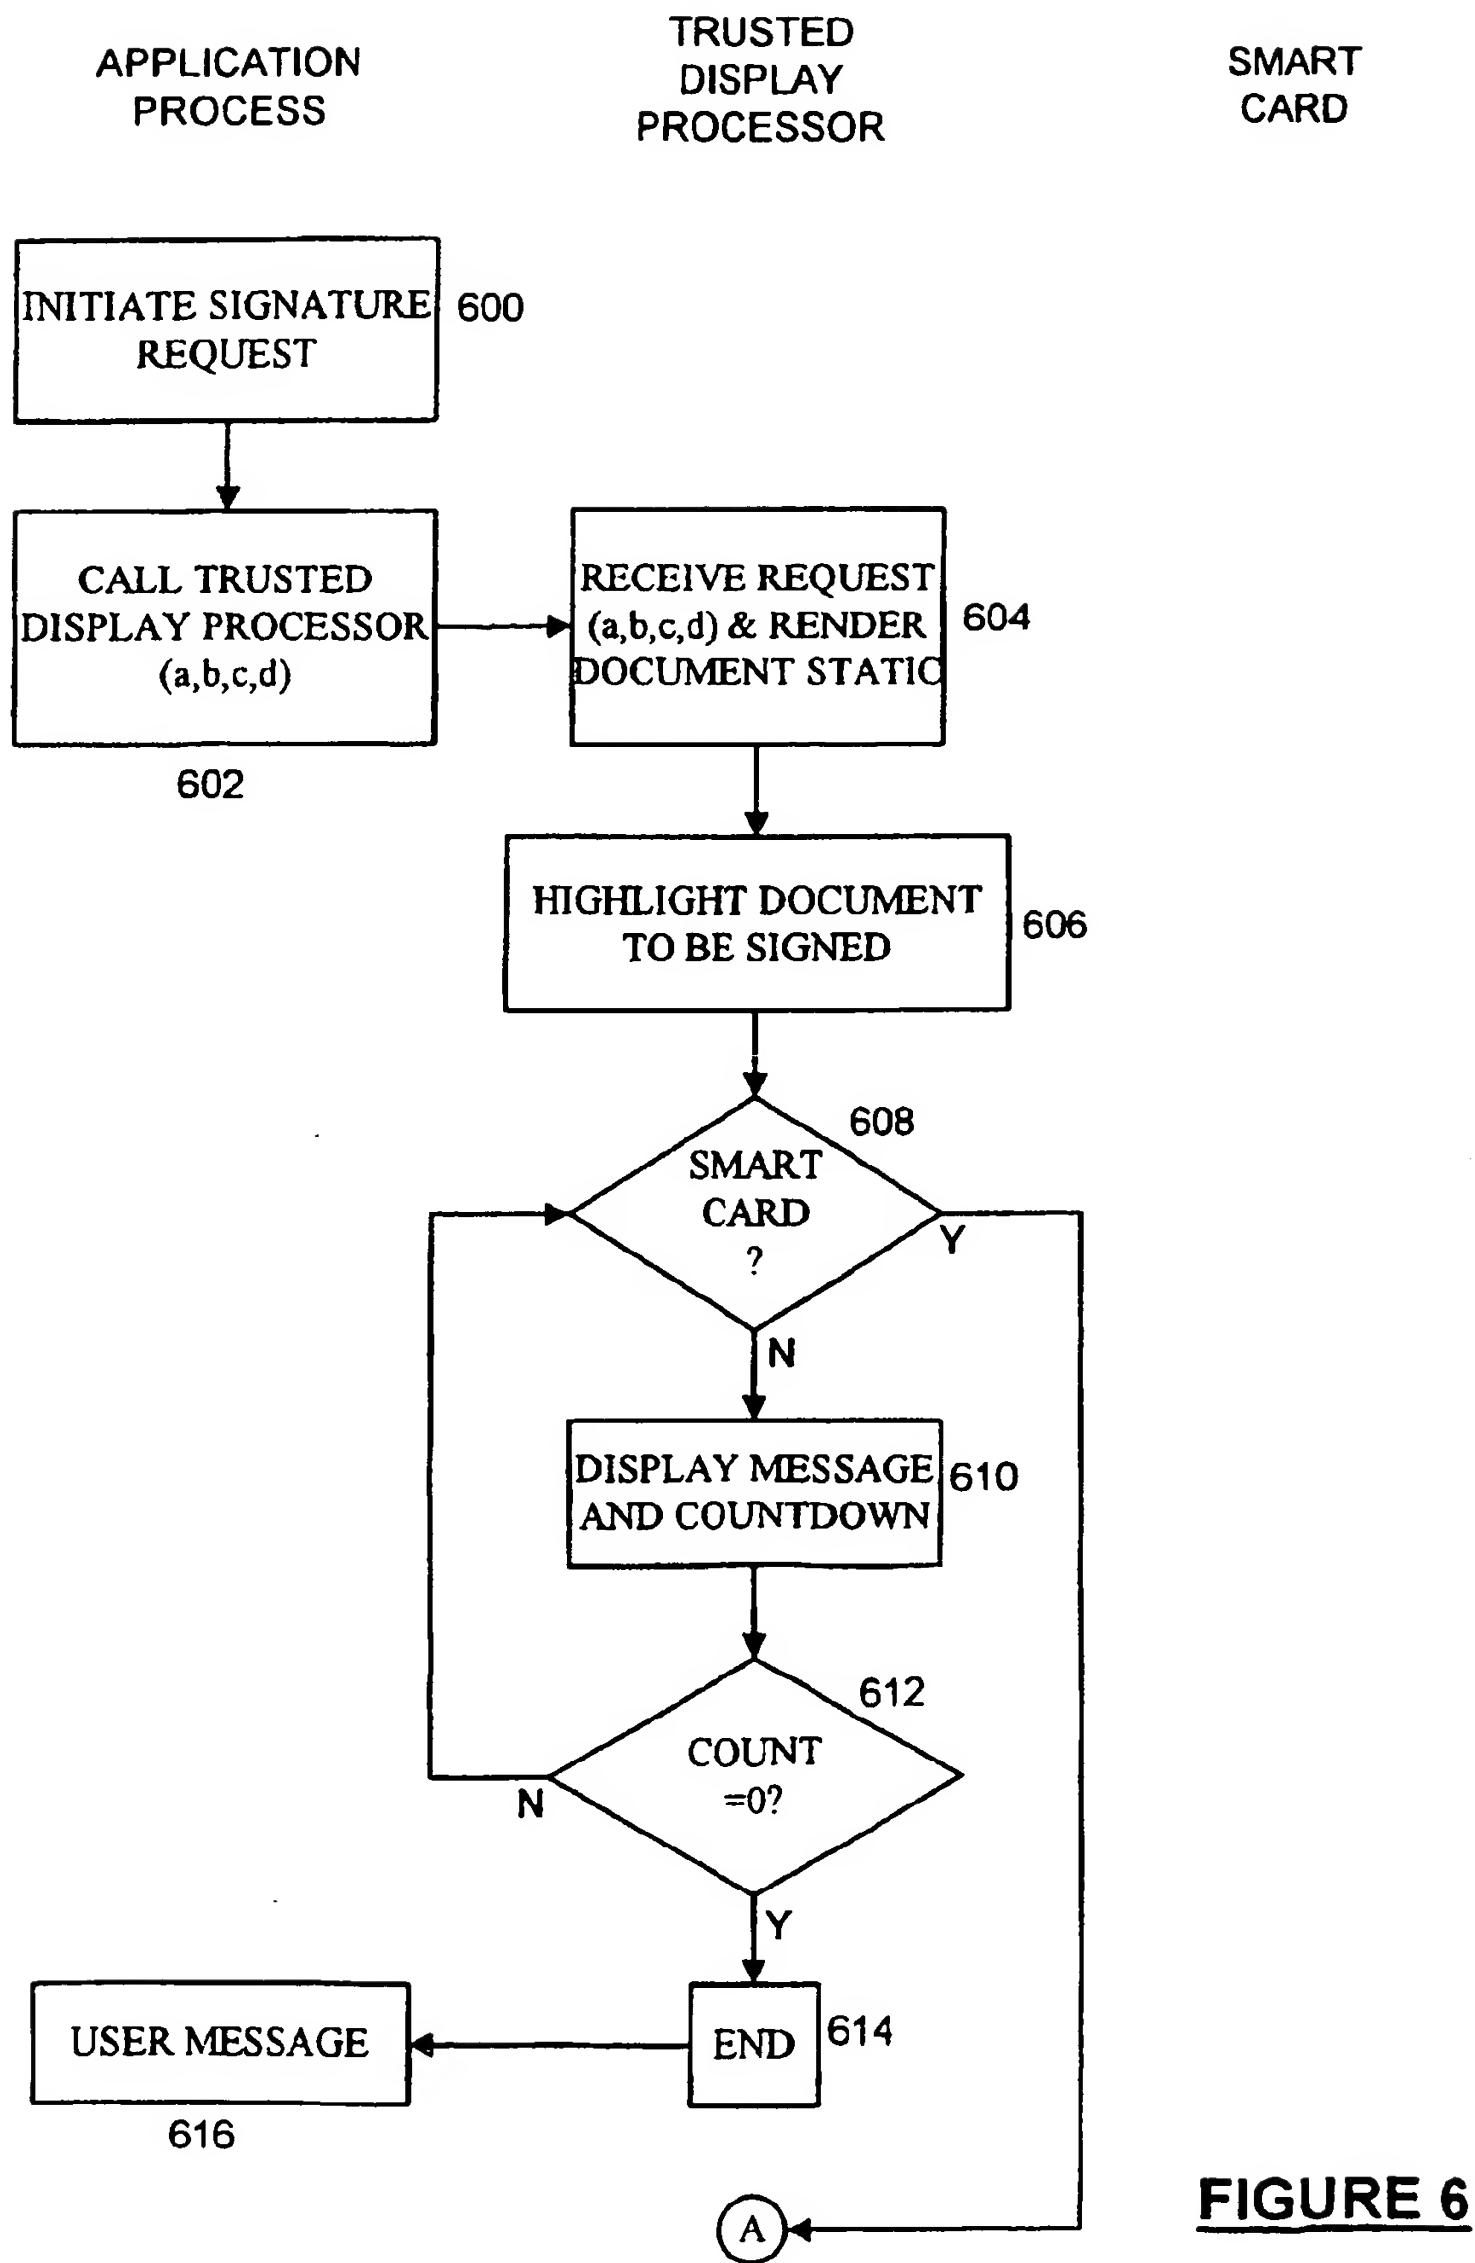 APPLICATION
PROCESS
TRUSTED
DISPLAY
PROCESSOR
SMART
CARD
INITIATE SIGNATURE
REQUEST
600
CALL TRUSTED
DISPLAY PROCESSOR
(a,b,c,d)
602
RECEIVE REQUEST
(a,b,c,d) & RENDER
DOCUMENT STATIC
604
HIGHLIGHT DOCUMENT
TO BE SIGNED
606
608
SMART
CARD
?
Y
N
DISPLAY MESSAGE
AND COUNTDOWN
610
612
COUNT
=0?
N
Y
USER MESSAGE
616
END
614
A
FIGURE 6